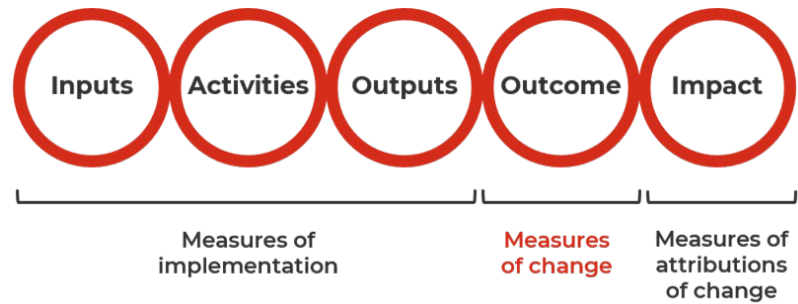 Inputs Activities Outputs Outcome Impact
Measures of
implementation
Measures
of change
Measures of
attributions
of change